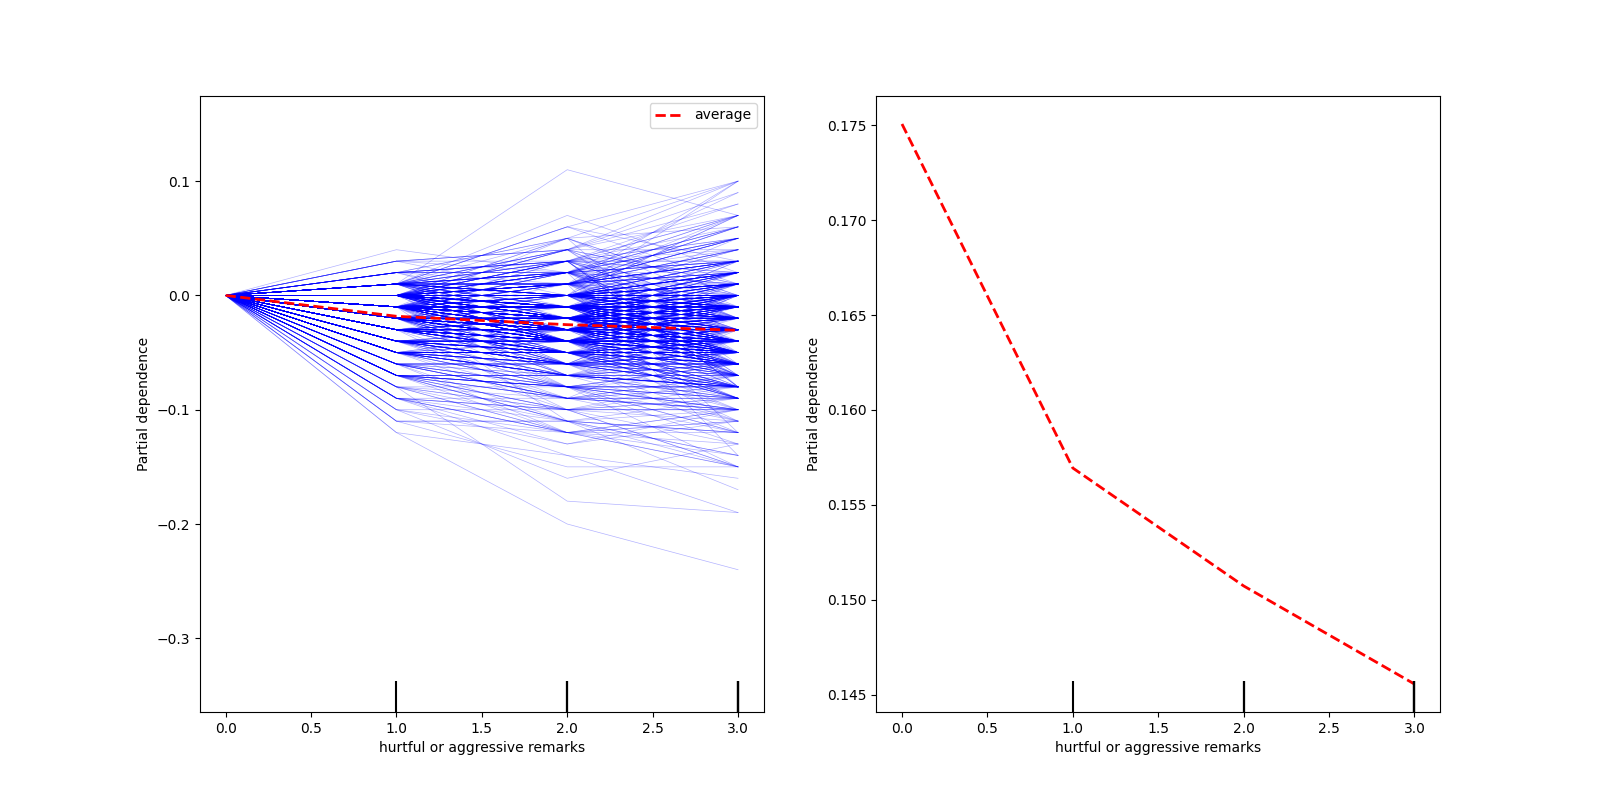 average
0.1
0.0
−0.1
−0.2
−0.3
Partial dependence
0.0 0.5 1.0 1.5 2.0 2.5 3.0
hurtful or aggressive remarks
0.175
0.170
0.165
0.160
0.155
0.150
0.145
Partial dependence
0.0 0.5 1.0 1.5 2.0 2.5 3.0
hurtful or aggressive remarks